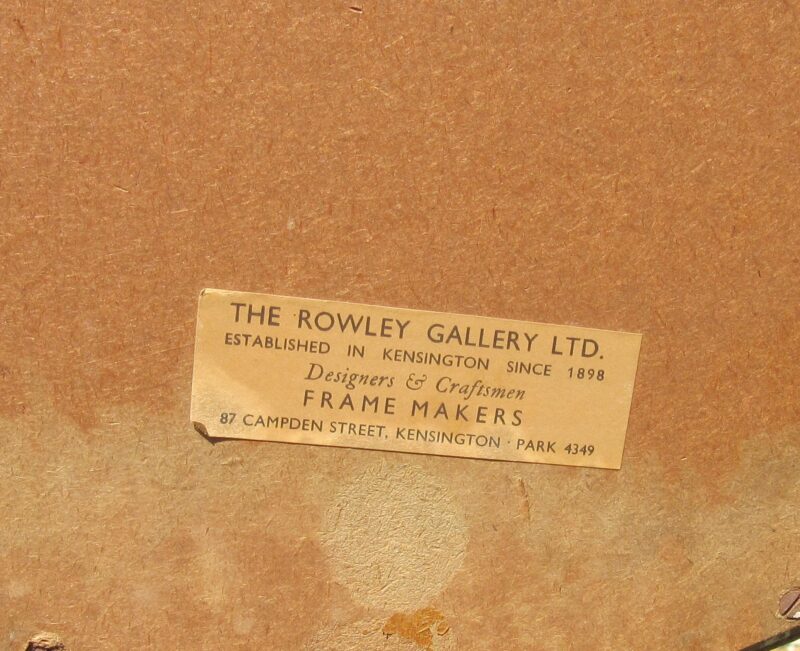 THE ROWLEY GALLERY LTD.
ESTABLISHED IN KENSINGTON SINCE 1898
Designers & Craftsmen
FRAME MAKERS
87 CAMPDEN STREET, KENSINGTON · PARK 4349